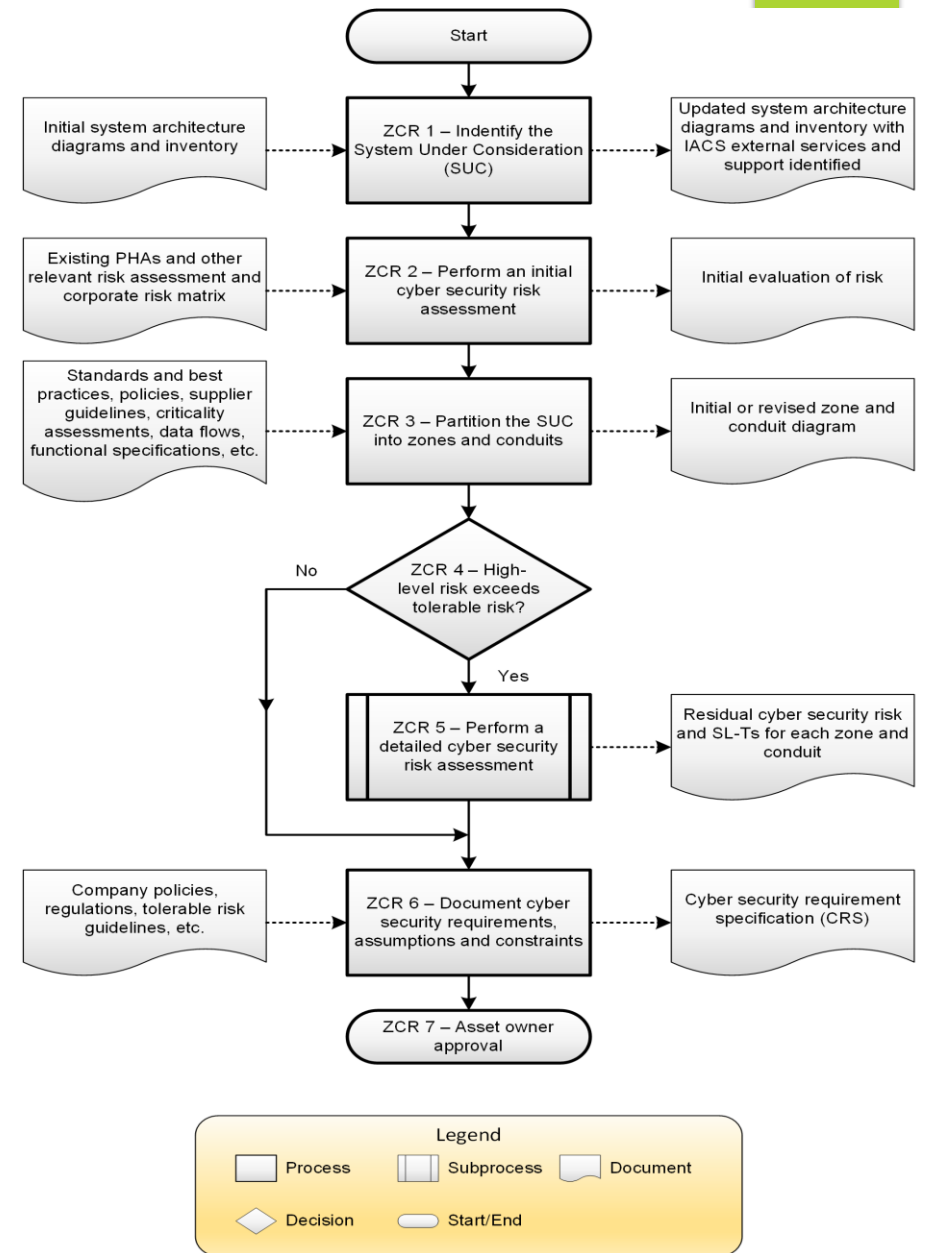 Start
Initial system architecture
diagrams and inventory
ZCR 1 – Indentify the
System Under Consideration
(SUC)
Updated system architecture
diagrams and inventory with
IACS external services and
support identified
Existing PHAs and other
relevant risk assessment and
corporate risk matrix
ZCR 2 – Perform an initial
cyber security risk
assessment
Initial evaluation of risk
Standards and best
practices, policies, supplier
guidelines, criticality
assessments, data flows,
functional specifications, etc.
ZCR 3 – Partition the SUC
into zones and conduits
Initial or revised zone and
conduit diagram
No
ZCR 4 – High-
level risk exceeds
tolerable risk?
Yes
ZCR 5 – Perform a
detailed cyber security
risk assessment
Residual cyber security risk
and SL-Ts for each zone and
conduit
Company policies,
regulations, tolerable risk
guidelines, etc.
ZCR 6 – Document cyber
security requirements,
assumptions and constraints
Cyber security requirement
specification (CRS)
ZCR 7 – Asset owner
approval
Legend
Process
Subprocess
Document
Decision
Start/End